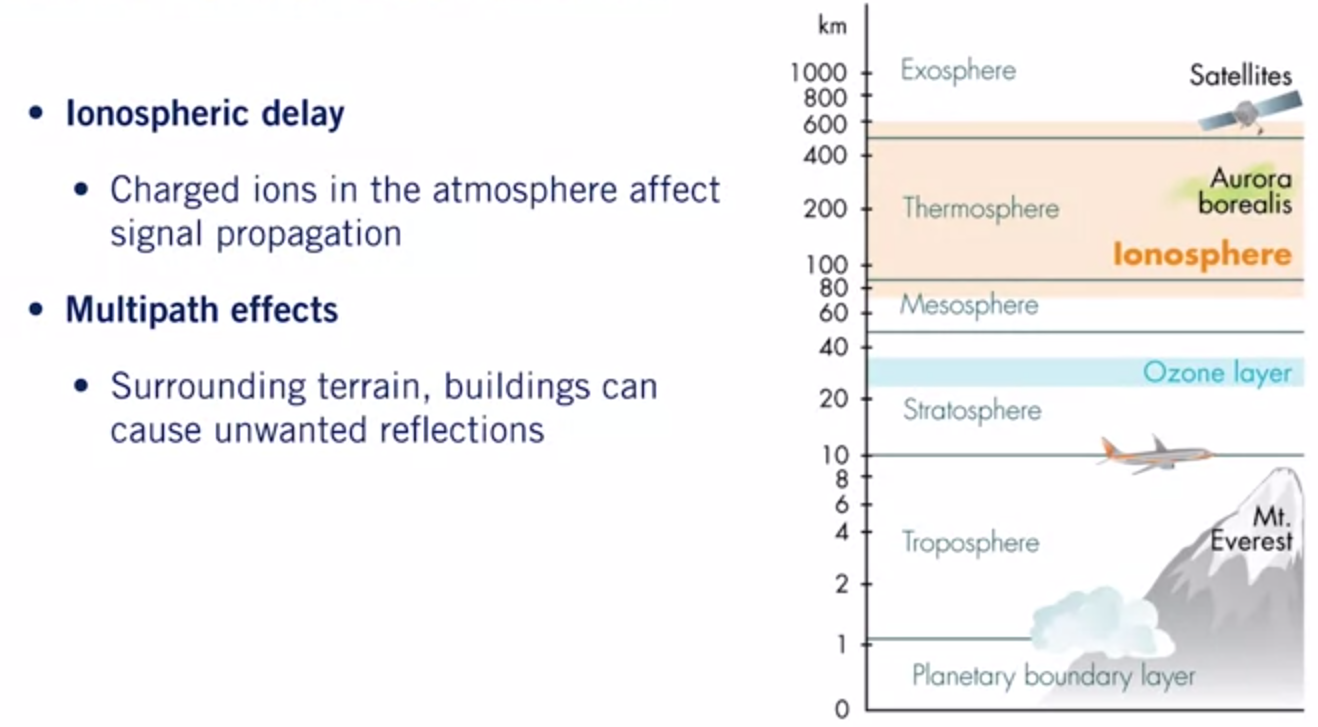 • Ionospheric delay
• Charged ions in the atmosphere affect
signal propagation
• Multipath effects
• Surrounding terrain, buildings can
cause unwanted reflections
km
1000
800
600
400
200
100
80
60
40
20
10
8
6
4
2
1
0
Exosphere
Satellites
Thermosphere
Aurora
borealis
Ionosphere
Mesosphere
Ozone layer
Stratosphere
Troposphere
Mt.
Everest
Planetary boundary layer